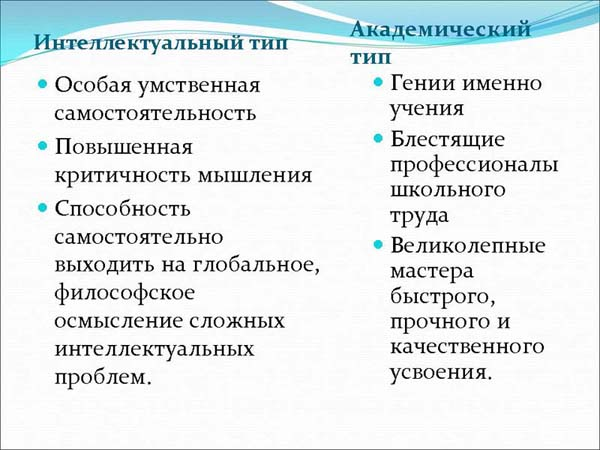 Интеллектуальный тип
Особая умственная
самостоятельность
Повышенная
критичность мышления
Способность
самостоятельно
выходить на глобальное,
философское
осмысление сложных
интеллектуальных
проблем.
Академический
тип
Гении именно
учения
Блестящие
профессионалы
школьного
труда
Великолепные
мастера
быстрого,
прочного и
качественного
усвоения.